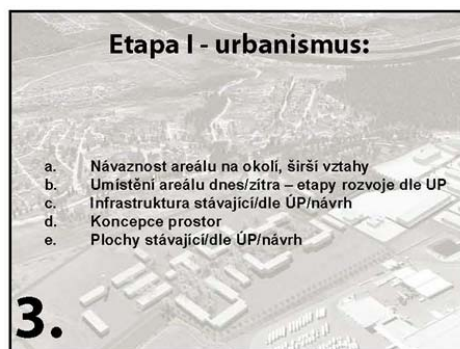 Etapa I - urbanismus:
a. Návaznost areálu na okolí, širší vztahy
b. Umístění areálu dnes/zítra – etapy rozvoje dle UP
c. Infrastruktura stávající/dle ÚP/návrh
d. Koncepce prostor
e. Plochy stávající/dle ÚP/návrh
3.